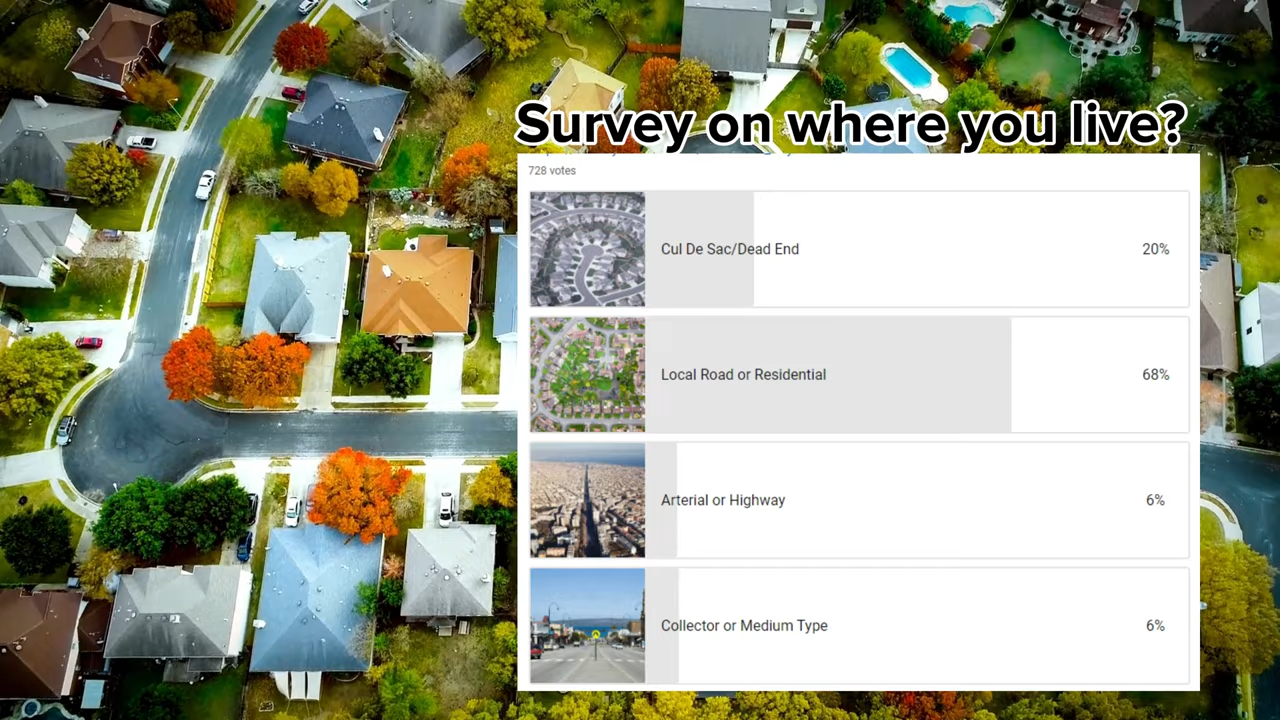 Survey on where you live?
728 votes
Cul De Sac/Dead End 20%
Local Road or Residential 68%
Arterial or Highway 6%
Collector or Medium Type 6%